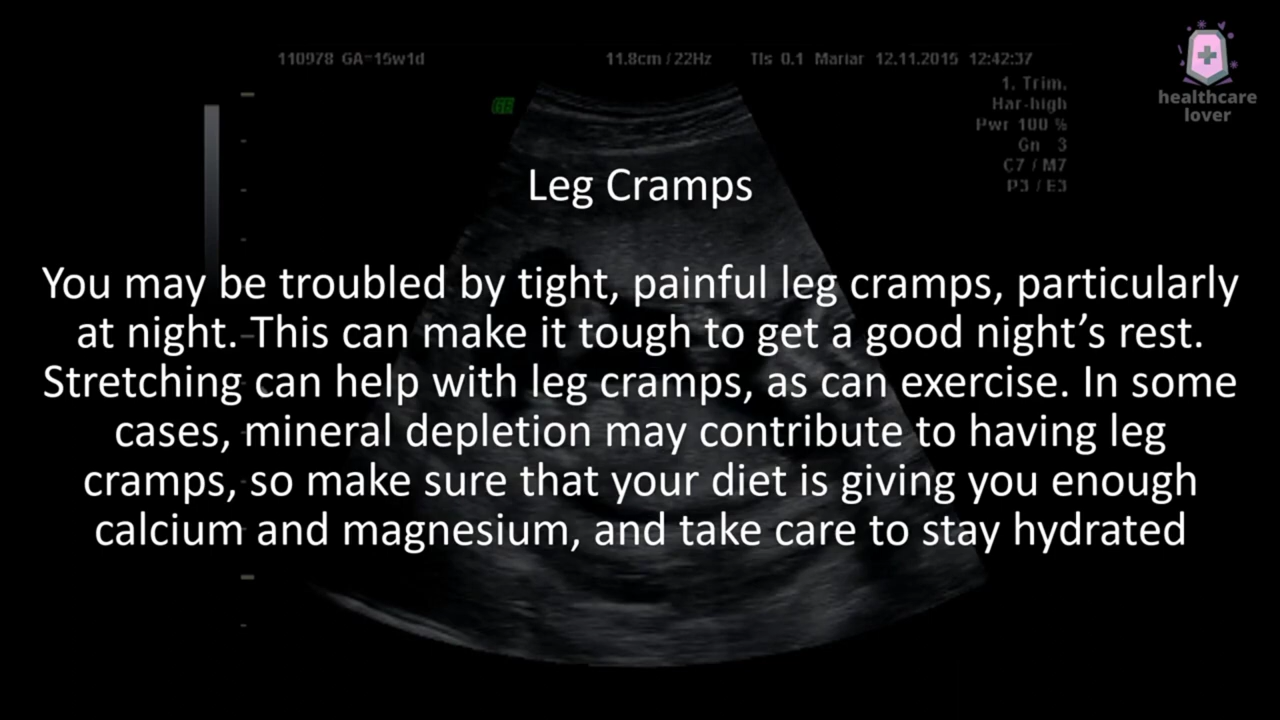 110978 GA=15w1d 11.8cm / 22Hz TIs 0.1 Mariar 12.11.2015 12:42:37
1. Trim.
Har-high
Pwr 100 %
Gn 3
C7 / M7
P3 / E3
GE
healthcare
lover
Leg Cramps
You may be troubled by tight, painful leg cramps, particularly
at night. This can make it tough to get a good night’s rest.
Stretching can help with leg cramps, as can exercise. In some
cases, mineral depletion may contribute to having leg
cramps, so make sure that your diet is giving you enough
calcium and magnesium, and take care to stay hydrated